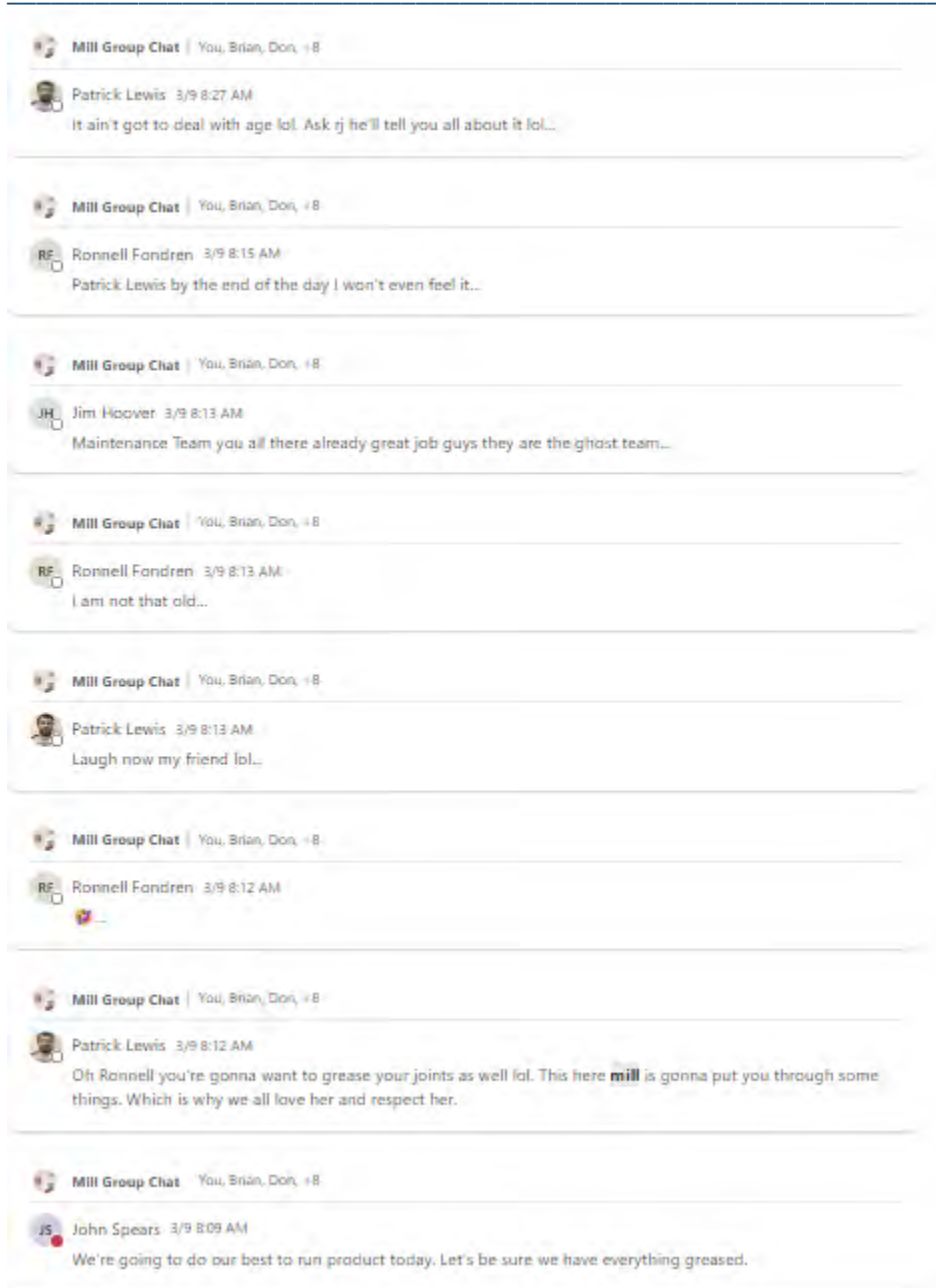 Mill Group Chat | You, Brian, Don, +8
Patrick Lewis 3/9 8:27 AM
It ain't got to deal with age lol. Ask rj he'll tell you all about it lol...
Mill Group Chat | You, Brian, Don, +8
RF Ronnell Fondren 3/9 8:15 AM
Patrick Lewis by the end of the day I won't even feel it...
Mill Group Chat | You, Brian, Don, +8
JH Jim Hoover 3/9 8:13 AM
Maintenance Team you all there already great job guys they are the ghost team...
Mill Group Chat | You, Brian, Don, +8
RF Ronnell Fondren 3/9 8:13 AM
I am not that old...
Mill Group Chat | You, Brian, Don, +8
Patrick Lewis 3/9 8:13 AM
Laugh now my friend lol...
Mill Group Chat | You, Brian, Don, +8
RF Ronnell Fondren 3/9 8:12 AM
🤣...
Mill Group Chat | You, Brian, Don, +8
Patrick Lewis 3/9 8:12 AM
Oh Ronnell you're gonna want to grease your joints as well lol. This here mill is gonna put you through some
things. Which is why we all love her and respect her.
Mill Group Chat You, Brian, Don, +8
JS John Spears 3/9 8:09 AM
We're going to do our best to run product today. Let's be sure we have everything greased.